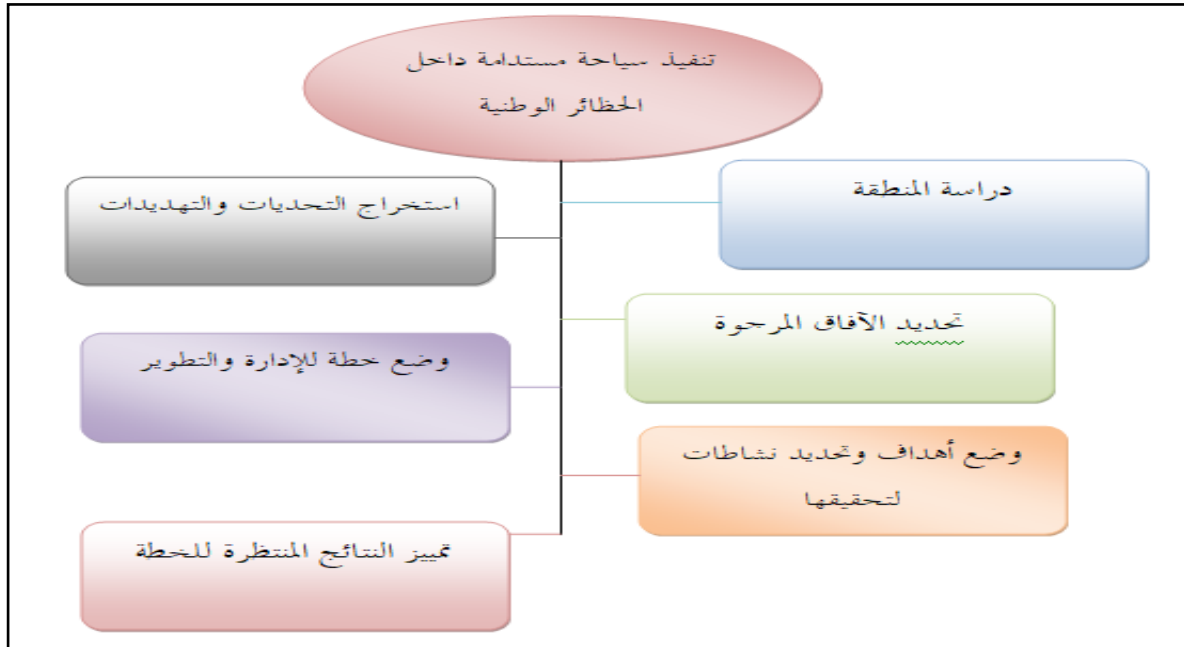 تنفيذ سياحة مستدامة داخل
الحظائر الوطنية
دراسة المنطقة
استخراج التحديات والتهديدات
تحديد الآفاق المرجوة
وضع خطة للإدارة والتطوير
وضع أهداف وتحديد نشاطات
لتحقيقها
تمييز النتائج المنتظرة للخطة